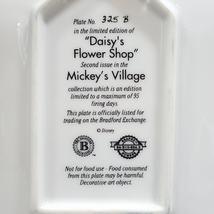 Plate No. 325 B
in the limited edition of
"Daisy's
Flower Shop"
Second issue in the
Mickey's Village
collection which is an edition
limited to a maximum of 95
firing days.
This plate is officially listed for
trading on the Bradford Exchange.
© Disney
B
Not for food use · Food consumed
from this plate may be harmful.
Decorative art object.